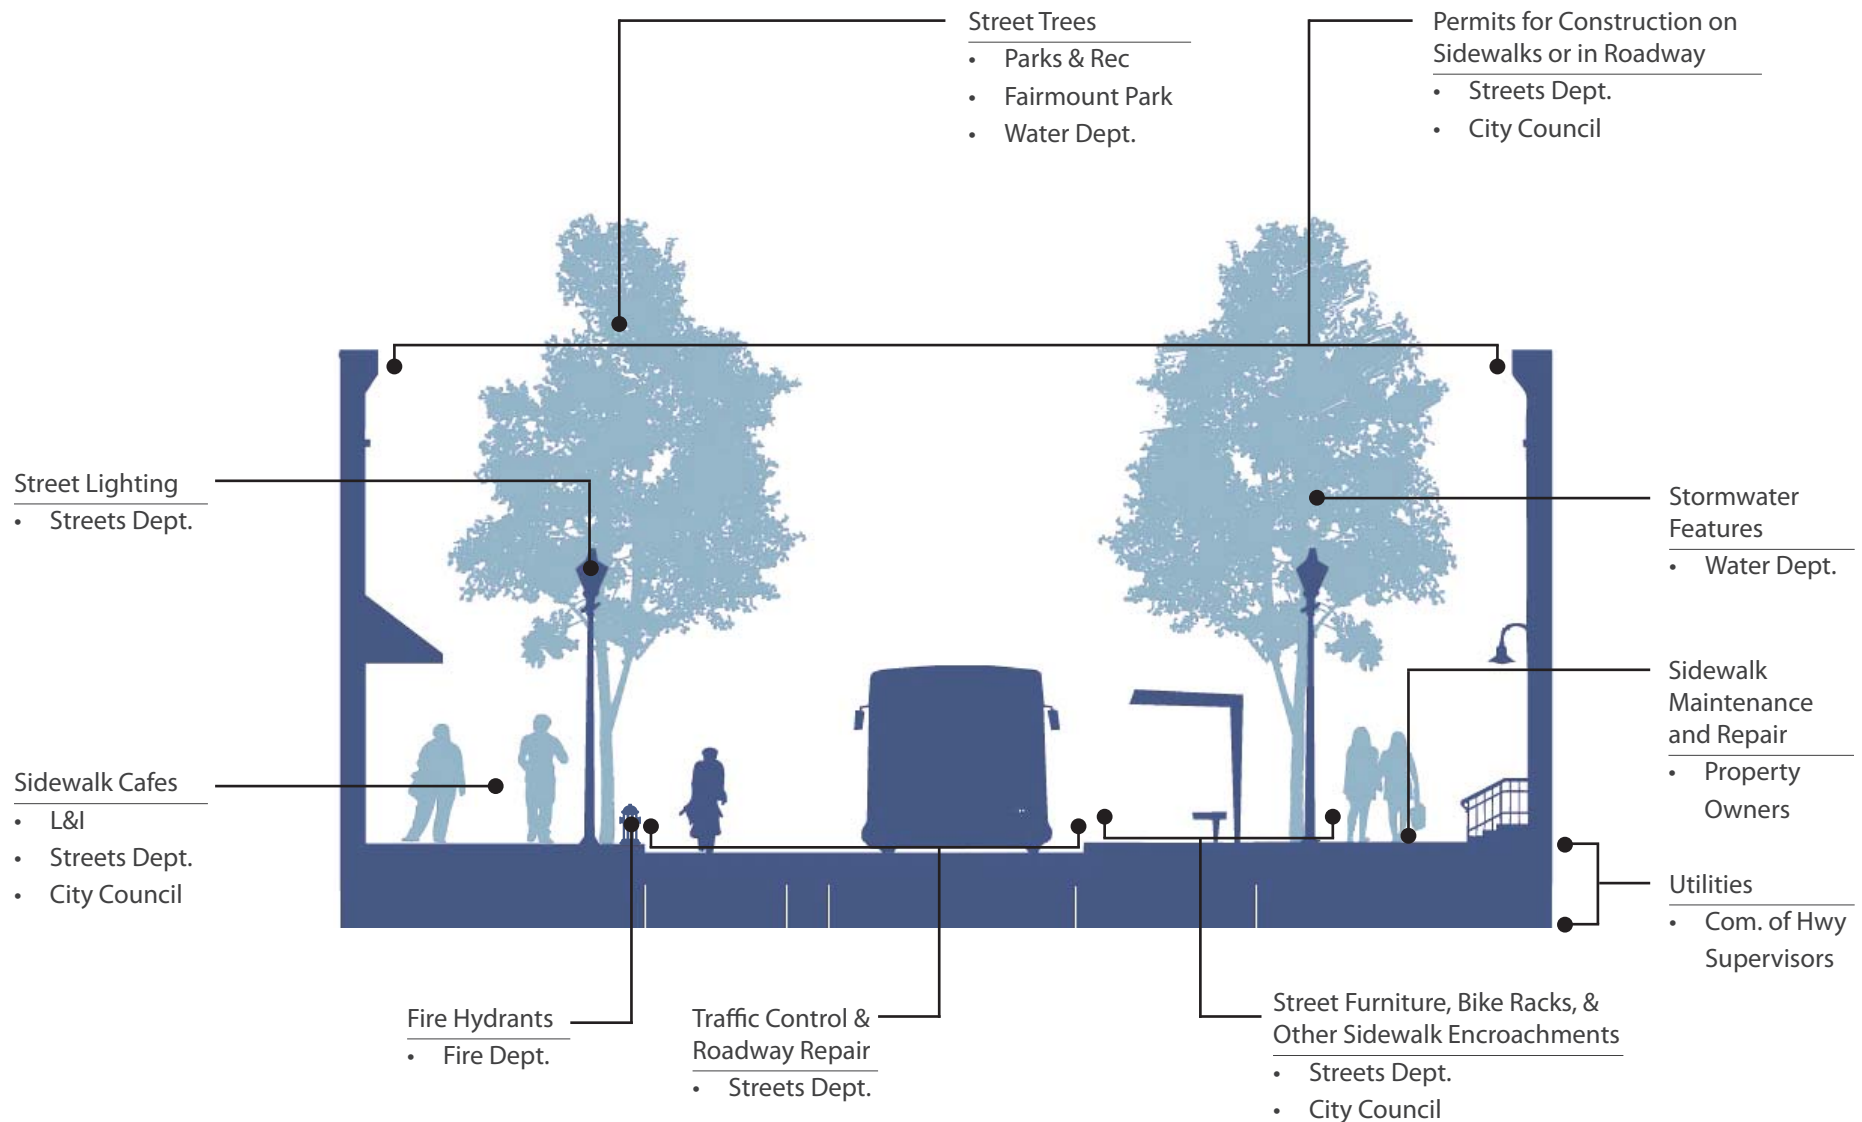 Street Trees
• Parks & Rec
• Fairmount Park
• Water Dept.
Permits for Construction on
Sidewalks or in Roadway
• Streets Dept.
• City Council
Street Lighting
• Streets Dept.
Stormwater
Features
• Water Dept.
Sidewalk
Maintenance
and Repair
• Property
Owners
Sidewalk Cafes
• L&I
• Streets Dept.
• City Council
Utilities
• Com. of Hwy
Supervisors
Fire Hydrants
• Fire Dept.
Traffic Control &
Roadway Repair
• Streets Dept.
Street Furniture, Bike Racks, &
Other Sidewalk Encroachments
• Streets Dept.
• City Council